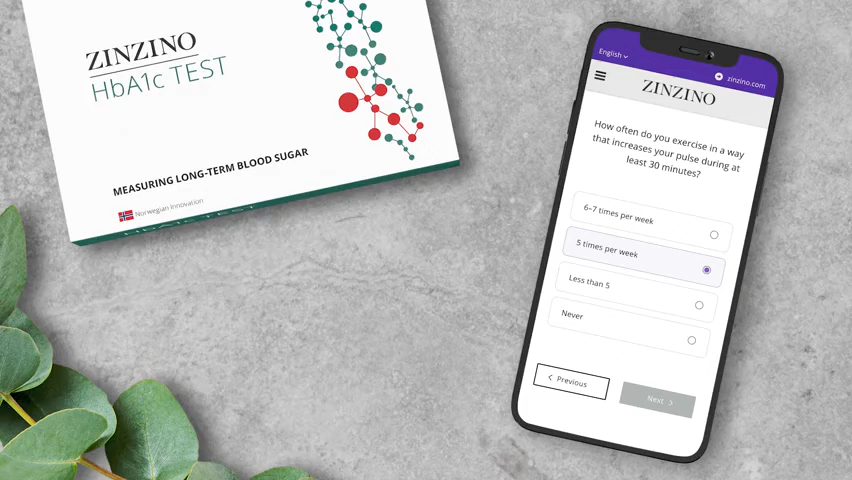 ZINZINO
HbA1c TEST
MEASURING LONG-TERM BLOOD SUGAR
Norwegian Innovation
HbA1c TEST
English
zinzino.com
ZINZINO
How often do you exercise in a way
that increases your pulse during at
least 30 minutes?
6–7 times per week
5 times per week
Less than 5
Never
Previous
Next